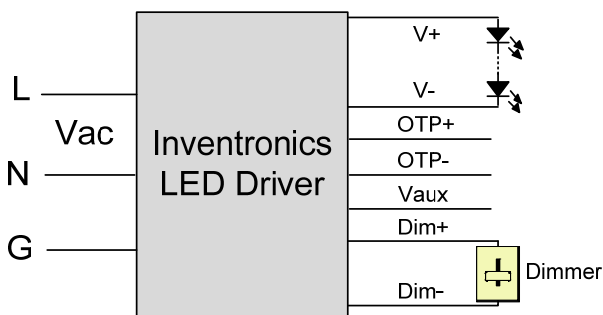 L
Vac
N
G
Inventronics
LED Driver
V+
V-
OTP+
OTP-
Vaux
Dim+
Dim-
Dimmer